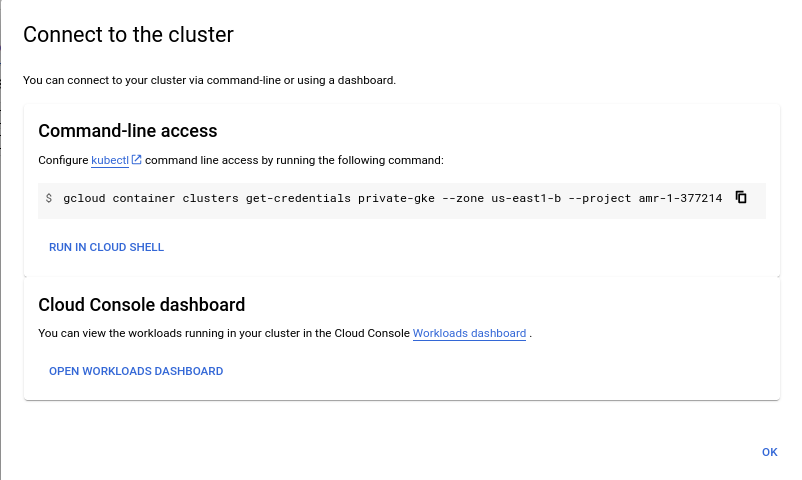 Connect to the cluster
You can connect to your cluster via command-line or using a dashboard.
Command-line access
Configure kubectl command line access by running the following command:
$ gcloud container clusters get-credentials private-gke --zone us-east1-b --project amr-1-377214
RUN IN CLOUD SHELL
Cloud Console dashboard
You can view the workloads running in your cluster in the Cloud Console Workloads dashboard .
OPEN WORKLOADS DASHBOARD
OK